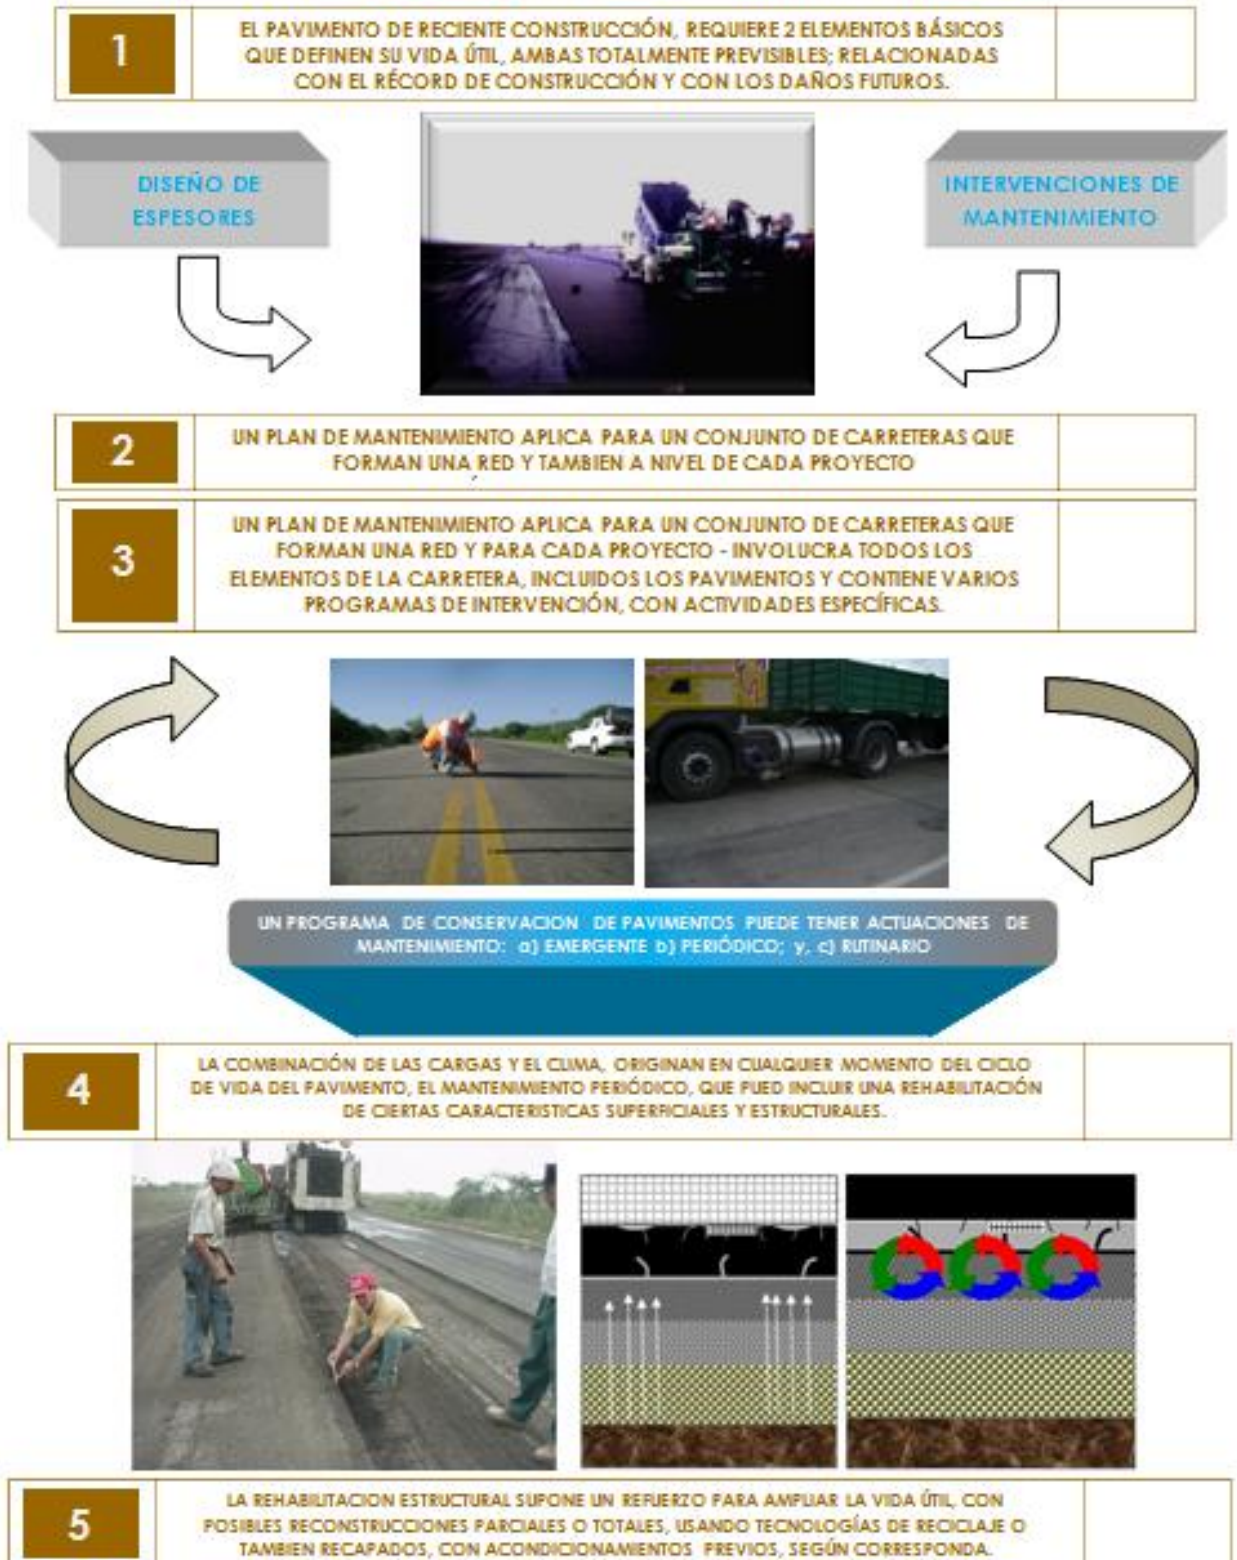 1
EL PAVIMENTO DE RECIENTE CONSTRUCCIÓN, REQUIERE 2 ELEMENTOS BÁSICOS
QUE DEFINEN SU VIDA ÚTIL, AMBAS TOTALMENTE PREVISIBLES; RELACIONADAS
CON EL RÉCORD DE CONSTRUCCIÓN Y CON LOS DAÑOS FUTUROS.
DISEÑO DE
ESPESORES
INTERVENCIONES DE
MANTENIMIENTO
2
UN PLAN DE MANTENIMIENTO APLICA PARA UN CONJUNTO DE CARRETERAS QUE
FORMAN UNA RED Y TAMBIEN A NIVEL DE CADA PROYECTO
3
UN PLAN DE MANTENIMIENTO APLICA PARA UN CONJUNTO DE CARRETERAS QUE
FORMAN UNA RED Y PARA CADA PROYECTO - INVOLUCRA TODOS LOS
ELEMENTOS DE LA CARRETERA, INCLUIDOS LOS PAVIMENTOS Y CONTIENE VARIOS
PROGRAMAS DE INTERVENCIÓN, CON ACTIVIDADES ESPECÍFICAS.
UN PROGRAMA DE CONSERVACION DE PAVIMENTOS PUEDE TENER ACTUACIONES DE
MANTENIMIENTO: a) EMERGENTE b) PERIÓDICO; y, c) RUTINARIO
4
LA COMBINACIÓN DE LAS CARGAS Y EL CLIMA, ORIGINAN EN CUALQUIER MOMENTO DEL CICLO
DE VIDA DEL PAVIMENTO, EL MANTENIMIENTO PERIÓDICO, QUE PUED INCLUIR UNA REHABILITACIÓN
DE CIERTAS CARACTERISTICAS SUPERFICIALES Y ESTRUCTURALES.
5
LA REHABILITACION ESTRUCTURAL SUPONE UN REFUERZO PARA AMPLIAR LA VIDA ÚTIL, CON
POSIBLES RECONSTRUCCIONES PARCIALES O TOTALES, USANDO TECNOLOGÍAS DE RECICLAJE O
TAMBIEN RECAPADOS, CON ACONDICIONAMIENTOS PREVIOS, SEGÚN CORRESPONDA.